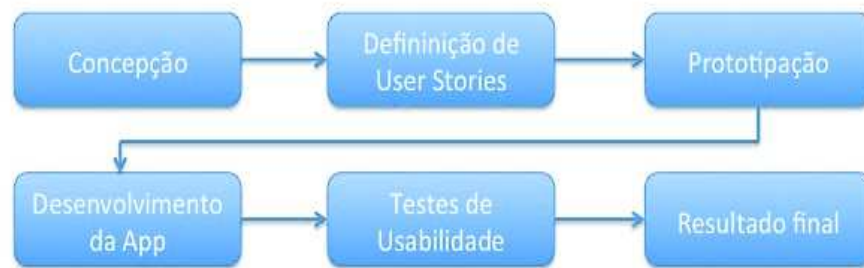 Concepção
Defininição de
User Stories
Prototipação
Desenvolvimento
da App
Testes de
Usabilidade
Resultado final